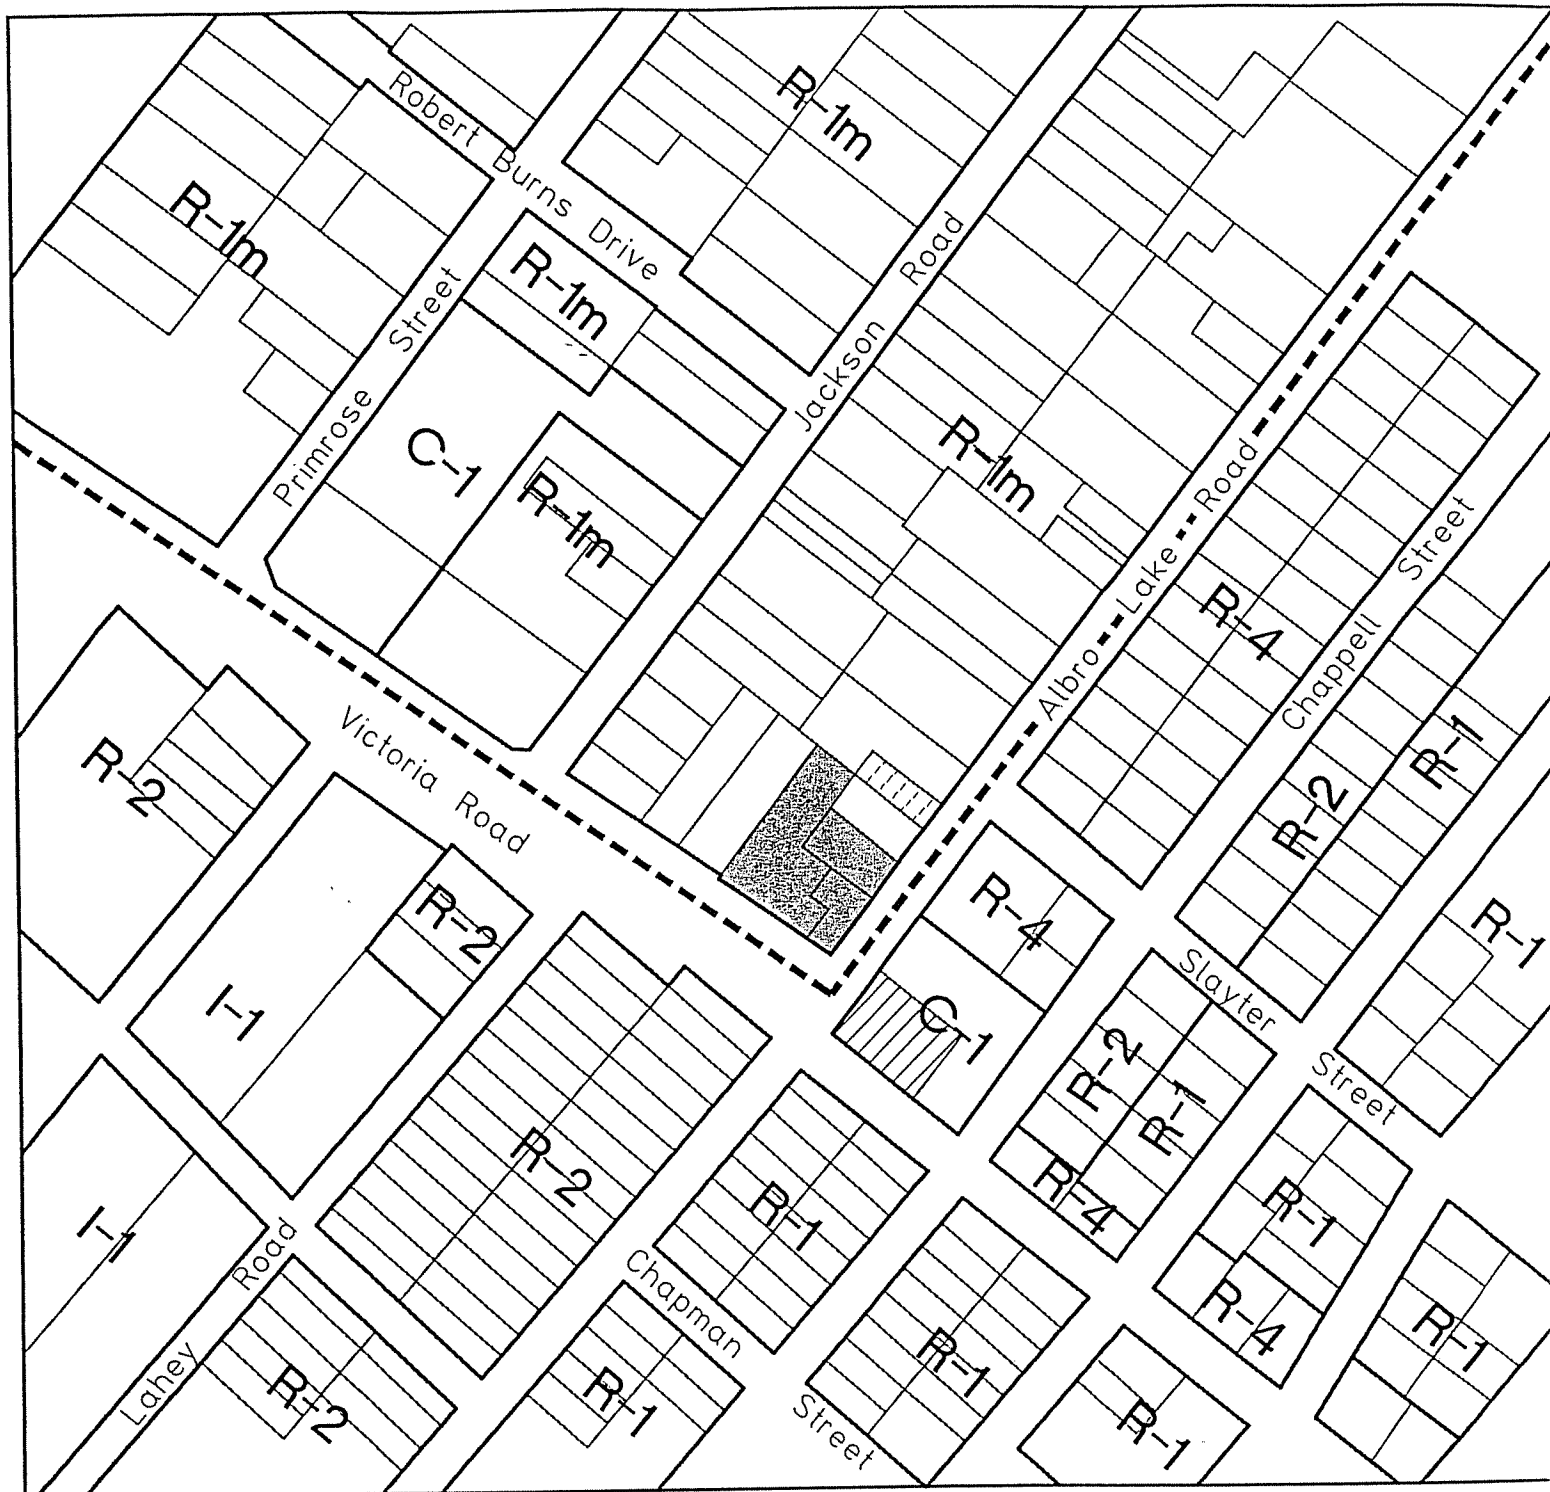 R-1m
Robert Burns Drive
R-1m
R-1m
Jackson Road
Primrose Street
C-1
R-1m
R-1m
Albro Lake Road
R-4
Chappell Street
R-1
R-2
R-2
Victoria Road
R-2
I-1
R-4
C-1
R-1
Slayter Street
R-2
R-1
R-4
R-2
R-1
R-1
R-4
R-1
I-1
Lahey Road
R-2
Chapman Street
R-1
R-1
R-1